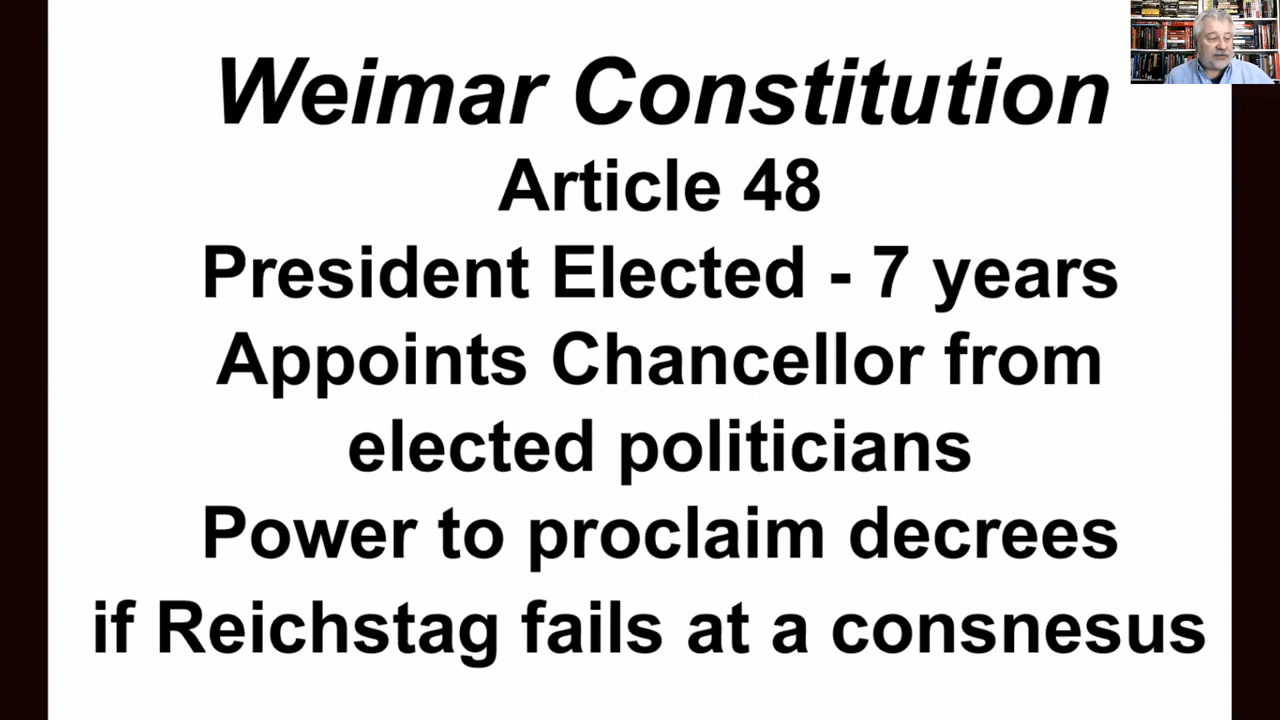 Weimar Constitution
Article 48
President Elected - 7 years
Appoints Chancellor from
elected politicians
Power to proclaim decrees
if Reichstag fails at a consnesus